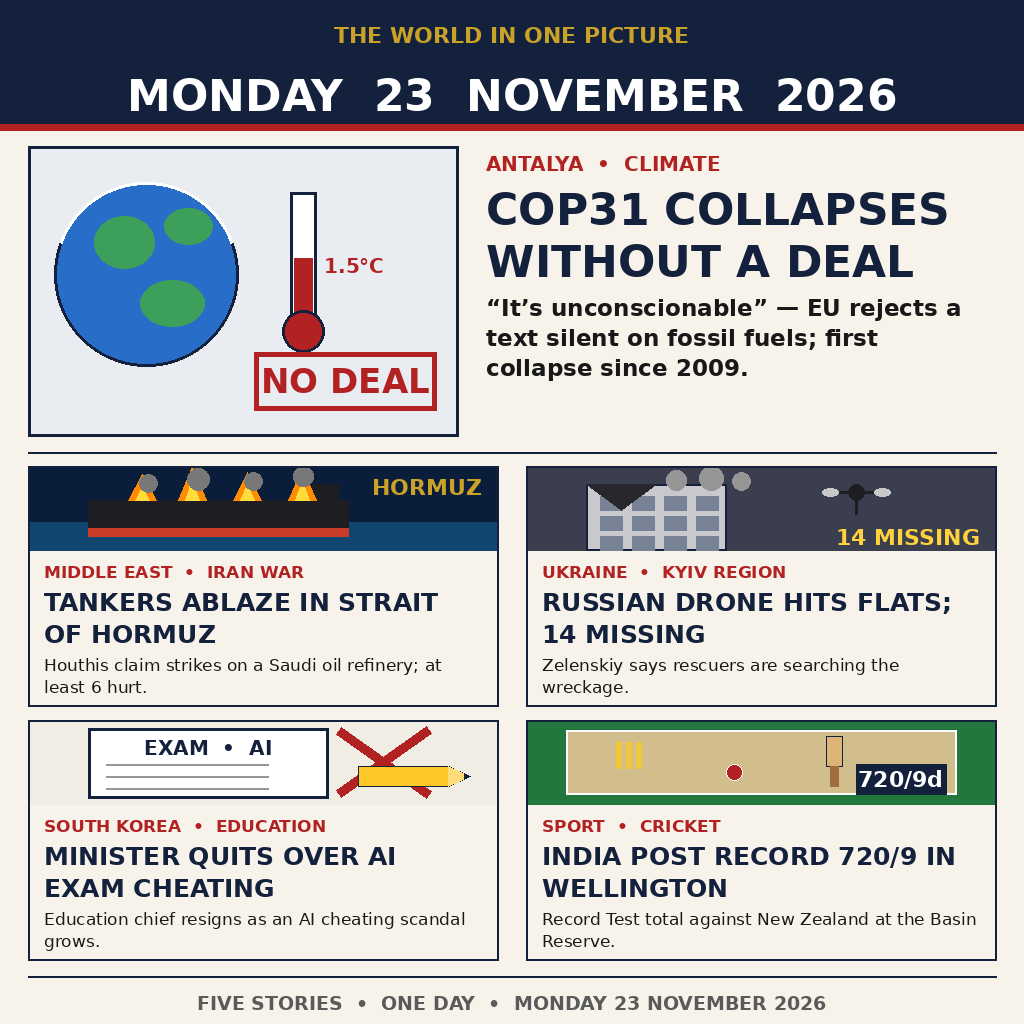 THE WORLD IN ONE PICTURE
MONDAY 23 NOVEMBER 2026
1.5°C
NO DEAL
ANTALYA • CLIMATE
COP31 COLLAPSES
WITHOUT A DEAL
“It’s unconscionable” — EU rejects a
text silent on fossil fuels; first
collapse since 2009.
HORMUZ
MIDDLE EAST • IRAN WAR
TANKERS ABLAZE IN STRAIT
OF HORMUZ
Houthis claim strikes on a Saudi oil refinery; at
least 6 hurt.
14 MISSING
UKRAINE • KYIV REGION
RUSSIAN DRONE HITS FLATS;
14 MISSING
Zelenskiy says rescuers are searching the
wreckage.
EXAM • AI
SOUTH KOREA • EDUCATION
MINISTER QUITS OVER AI
EXAM CHEATING
Education chief resigns as an AI cheating scandal
grows.
720/9d
SPORT • CRICKET
INDIA POST RECORD 720/9 IN
WELLINGTON
Record Test total against New Zealand at the Basin
Reserve.
FIVE STORIES • ONE DAY • MONDAY 23 NOVEMBER 2026